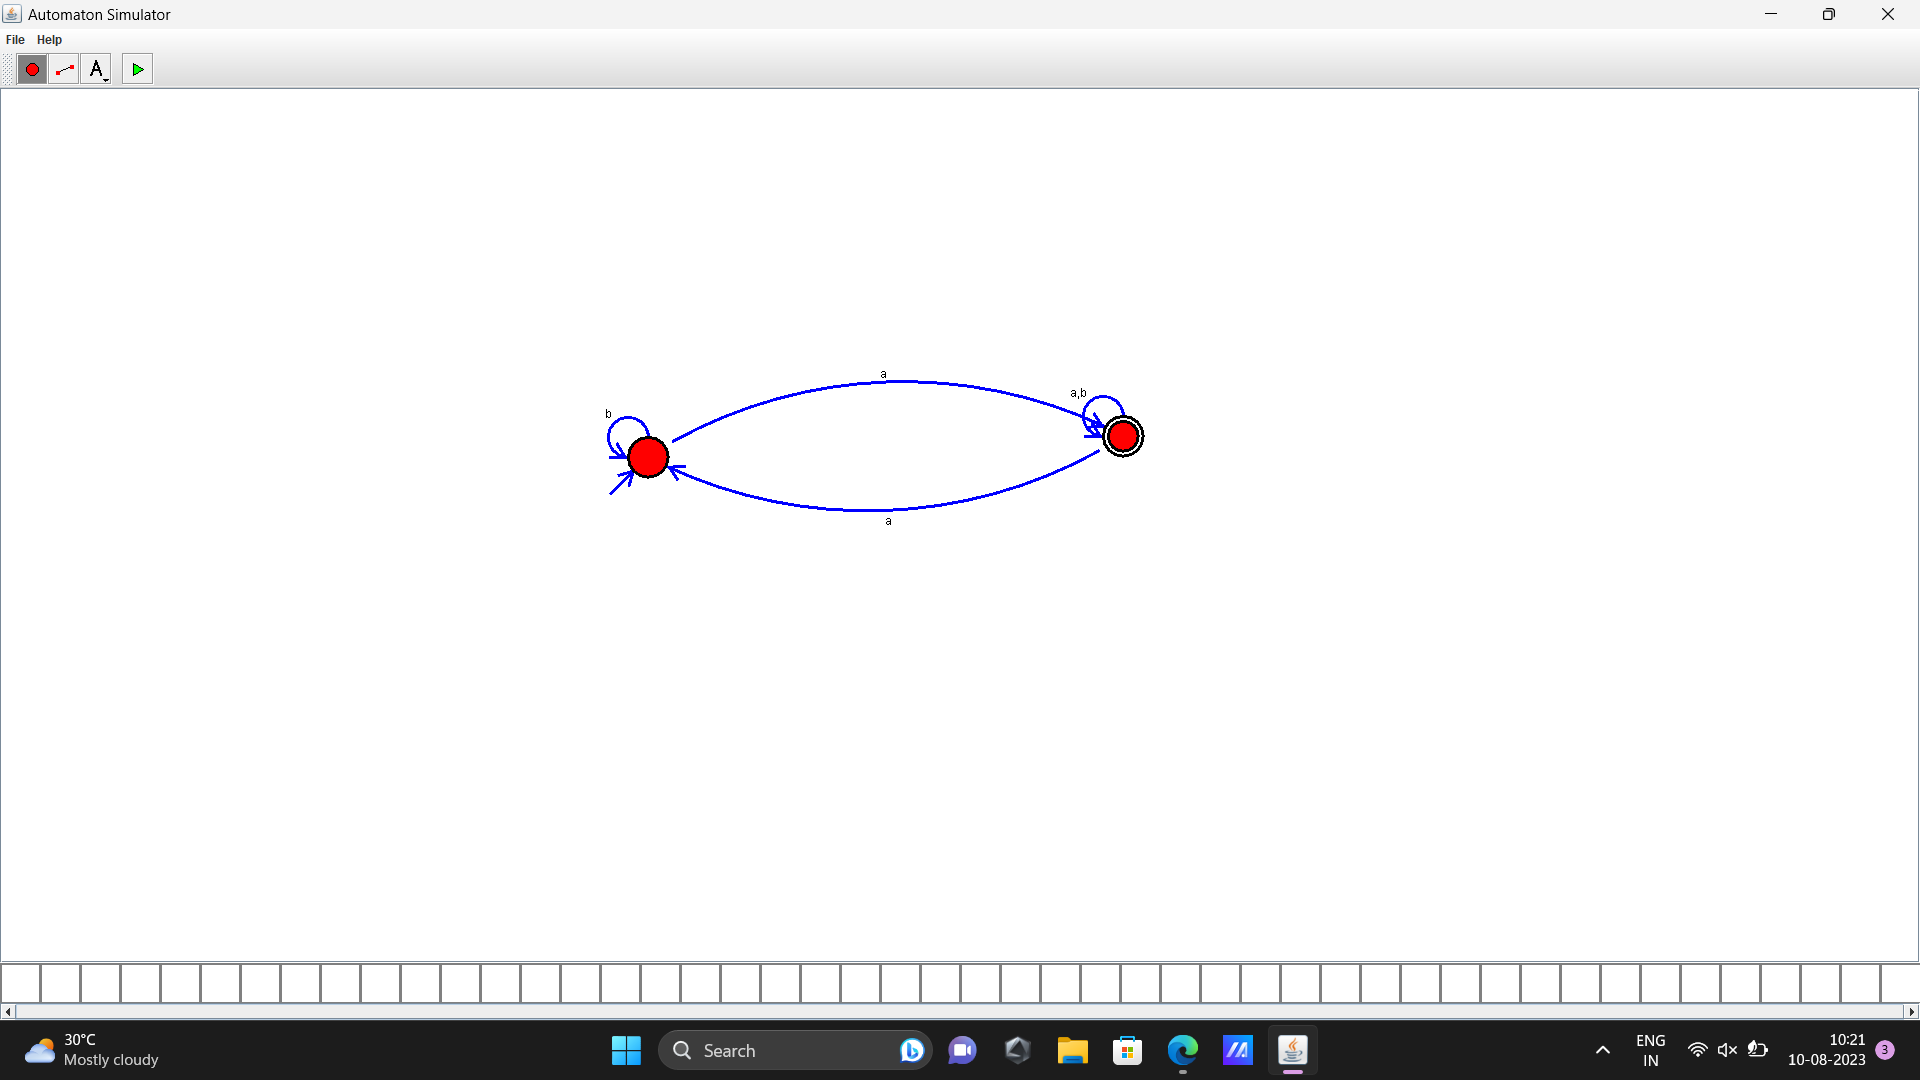 Automaton Simulator
File Help
A
a
a,b
b
a
30°C
Mostly cloudy
Search
ENG
IN
10:21
10-08-2023
3